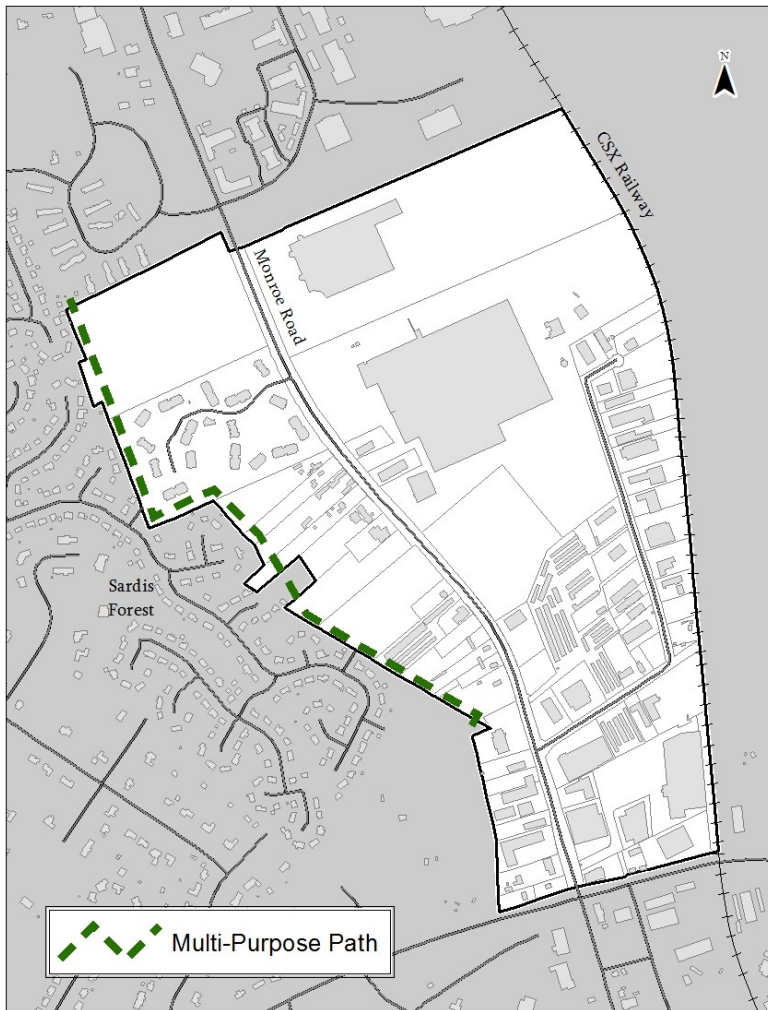 N
CSX Railway
Monroe Road
Sardis
Forest
Multi-Purpose Path